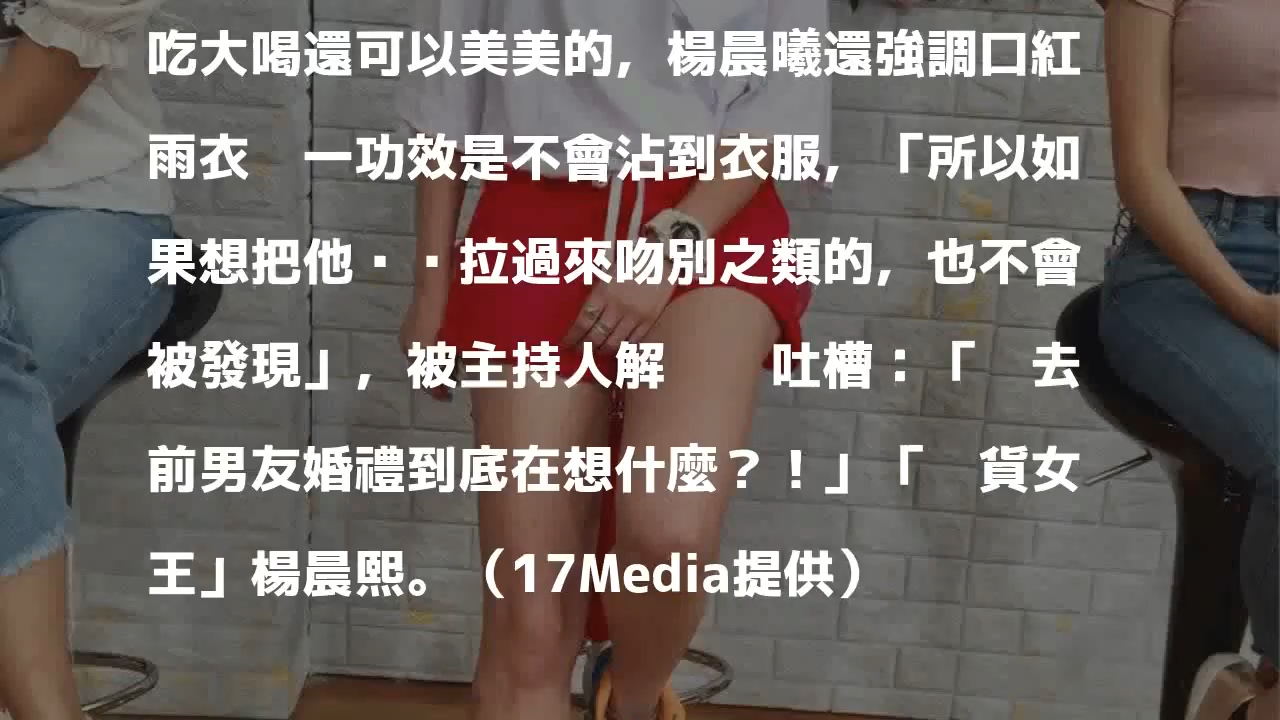 吃大喝還可以美美的，楊晨曦還強調口紅
雨衣　一功效是不會沾到衣服，「所以如
果想把他··拉過來吻別之類的，也不會
被發現」，被主持人解　　吐槽：「　去
前男友婚禮到底在想什麼？！」「　貨女
王」楊晨熙。（17Media提供）